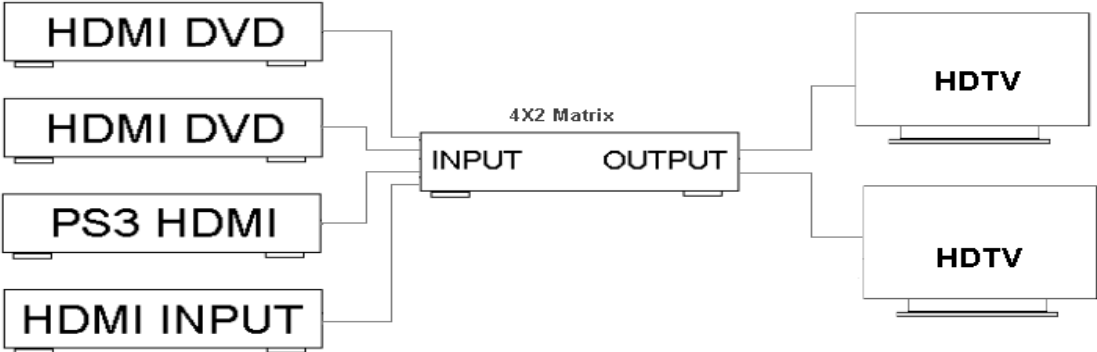 HDMI DVD
HDMI DVD
PS3 HDMI
HDMI INPUT
4X2 Matrix
INPUT OUTPUT
HDTV
HDTV